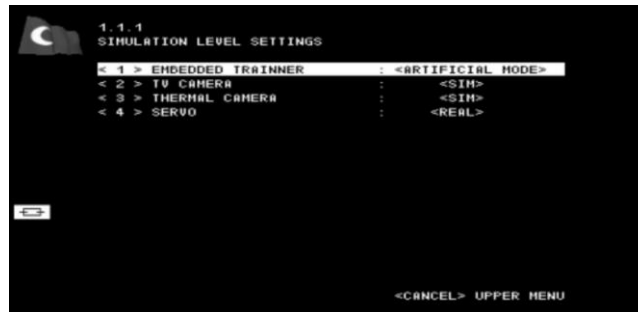 1.1.1
SIMULATION LEVEL SETTINGS
< 1 > EMBEDDED TRAINNER : <ARTIFICIAL MODE>
< 2 > TV CAMERA : <SIM>
< 3 > THERMAL CAMERA : <SIM>
< 4 > SERVO : <REAL>
<CANCEL> UPPER MENU